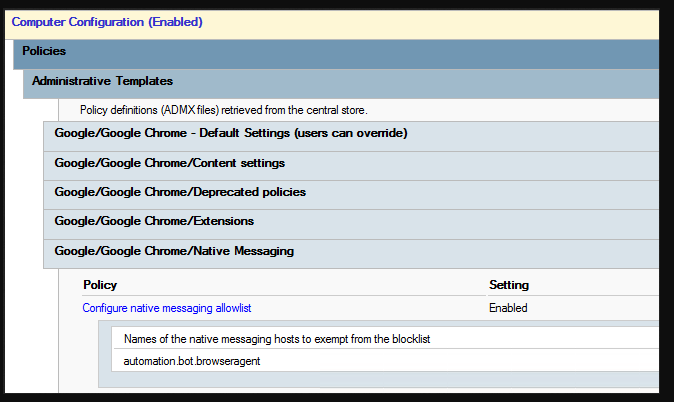 Computer Configuration (Enabled)
Policies
Administrative Templates
Policy definitions (ADMX files) retrieved from the central store.
Google/Google Chrome - Default Settings (users can override)
Google/Google Chrome/Content settings
Google/Google Chrome/Deprecated policies
Google/Google Chrome/Extensions
Google/Google Chrome/Native Messaging
Policy Setting
Configure native messaging allowlist Enabled
Names of the native messaging hosts to exempt from the blocklist
automation.bot.browseragent